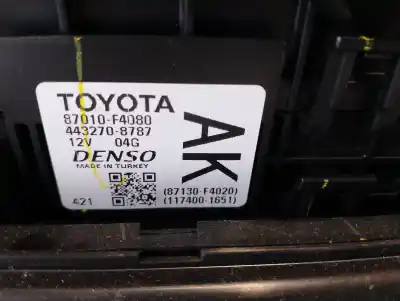 TOYOTA
87010-F4080
443270-8787
12V 04G
DENSO
MADE IN TURKEY
421
AK
(87130-F4020)
(117400-1651)